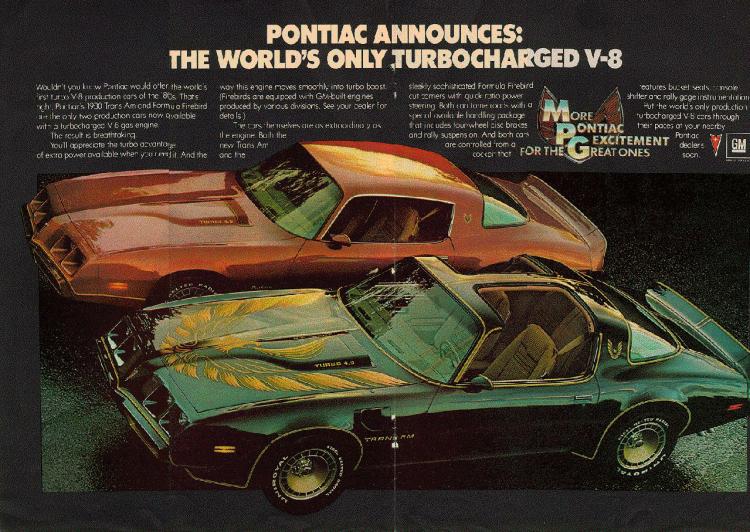 PONTIAC ANNOUNCES:
THE WORLD'S ONLY TURBOCHARGED V-8
Wouldn't you know Pontiac would offer the world's
first turbo V-8 production cars of the '80s. That's
right, Pontiac's 1980 Trans Am and Formula Firebird
are the only two production cars now available
with a turbocharged V-8 gas engine.
The result is breathtaking.
You'll appreciate the turbo advantage
of extra power available when you need it. And the
way this engine moves smoothly into turbo boost.
(Firebirds are equipped with GM-built engines
produced by various divisions. See your dealer for
details.)
The cars themselves are as extraordinary as
the engine. Both the
new Trans Am
and the
sleekly sophisticated Formula Firebird
cut corners with quick ratio power
steering. Both can tame roads with a
special available handling package
that includes four-wheel disc brakes
and rally suspension. And both cars
are controlled from a
cockpit that
MORE
PONTIAC
EXCITEMENT
FOR THE GREAT ONES
features bucket seats, console
shifter and rally gage instrumentation.
Put the world's only production
turbocharged V-8 cars through
their paces at your nearby
Pontiac
dealers
soon.
GM
TURBO 4.9
TURBO 4.9
TRANS AM
UNIROYAL
UNIROYAL